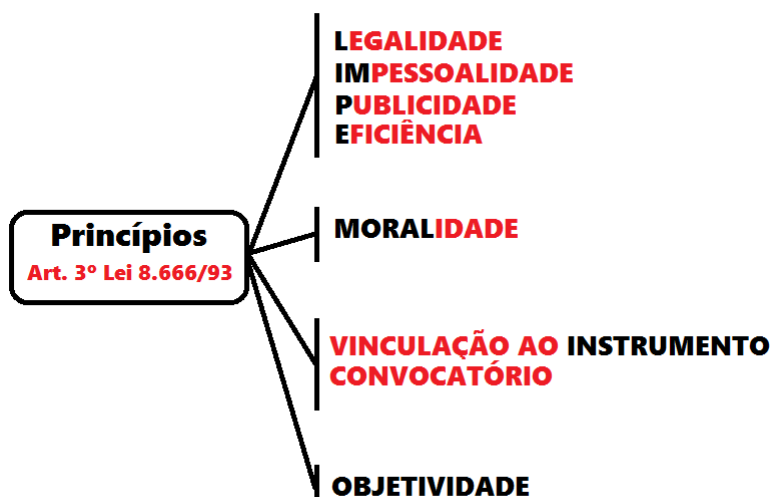 Princípios
Art. 3º Lei 8.666/93
LEGALIDADE
IMPESSOALIDADE
PUBLICIDADE
EFICIÊNCIA
MORALIDADE
VINCULAÇÃO AO INSTRUMENTO
CONVOCATÓRIO
OBJETIVIDADE